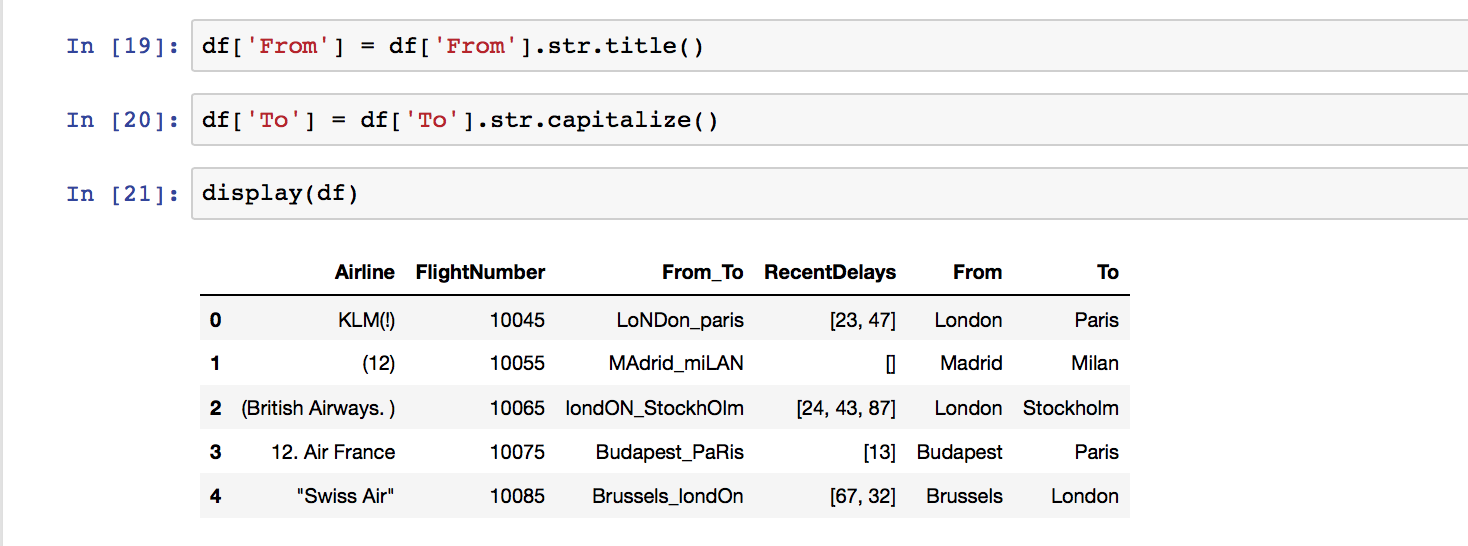 In [19]: df['From'] = df['From'].str.title()
In [20]: df['To'] = df['To'].str.capitalize()
In [21]: display(df)
Airline FlightNumber From_To RecentDelays From To
0 KLM(!) 10045 LoNDon_paris [23, 47] London Paris
1 (12) 10055 MAdrid_miLAN [] Madrid Milan
2 (British Airways. ) 10065 londON_StockhOlm [24, 43, 87] London Stockholm
3 12. Air France 10075 Budapest_PaRis [13] Budapest Paris
4 "Swiss Air" 10085 Brussels_londOn [67, 32] Brussels London